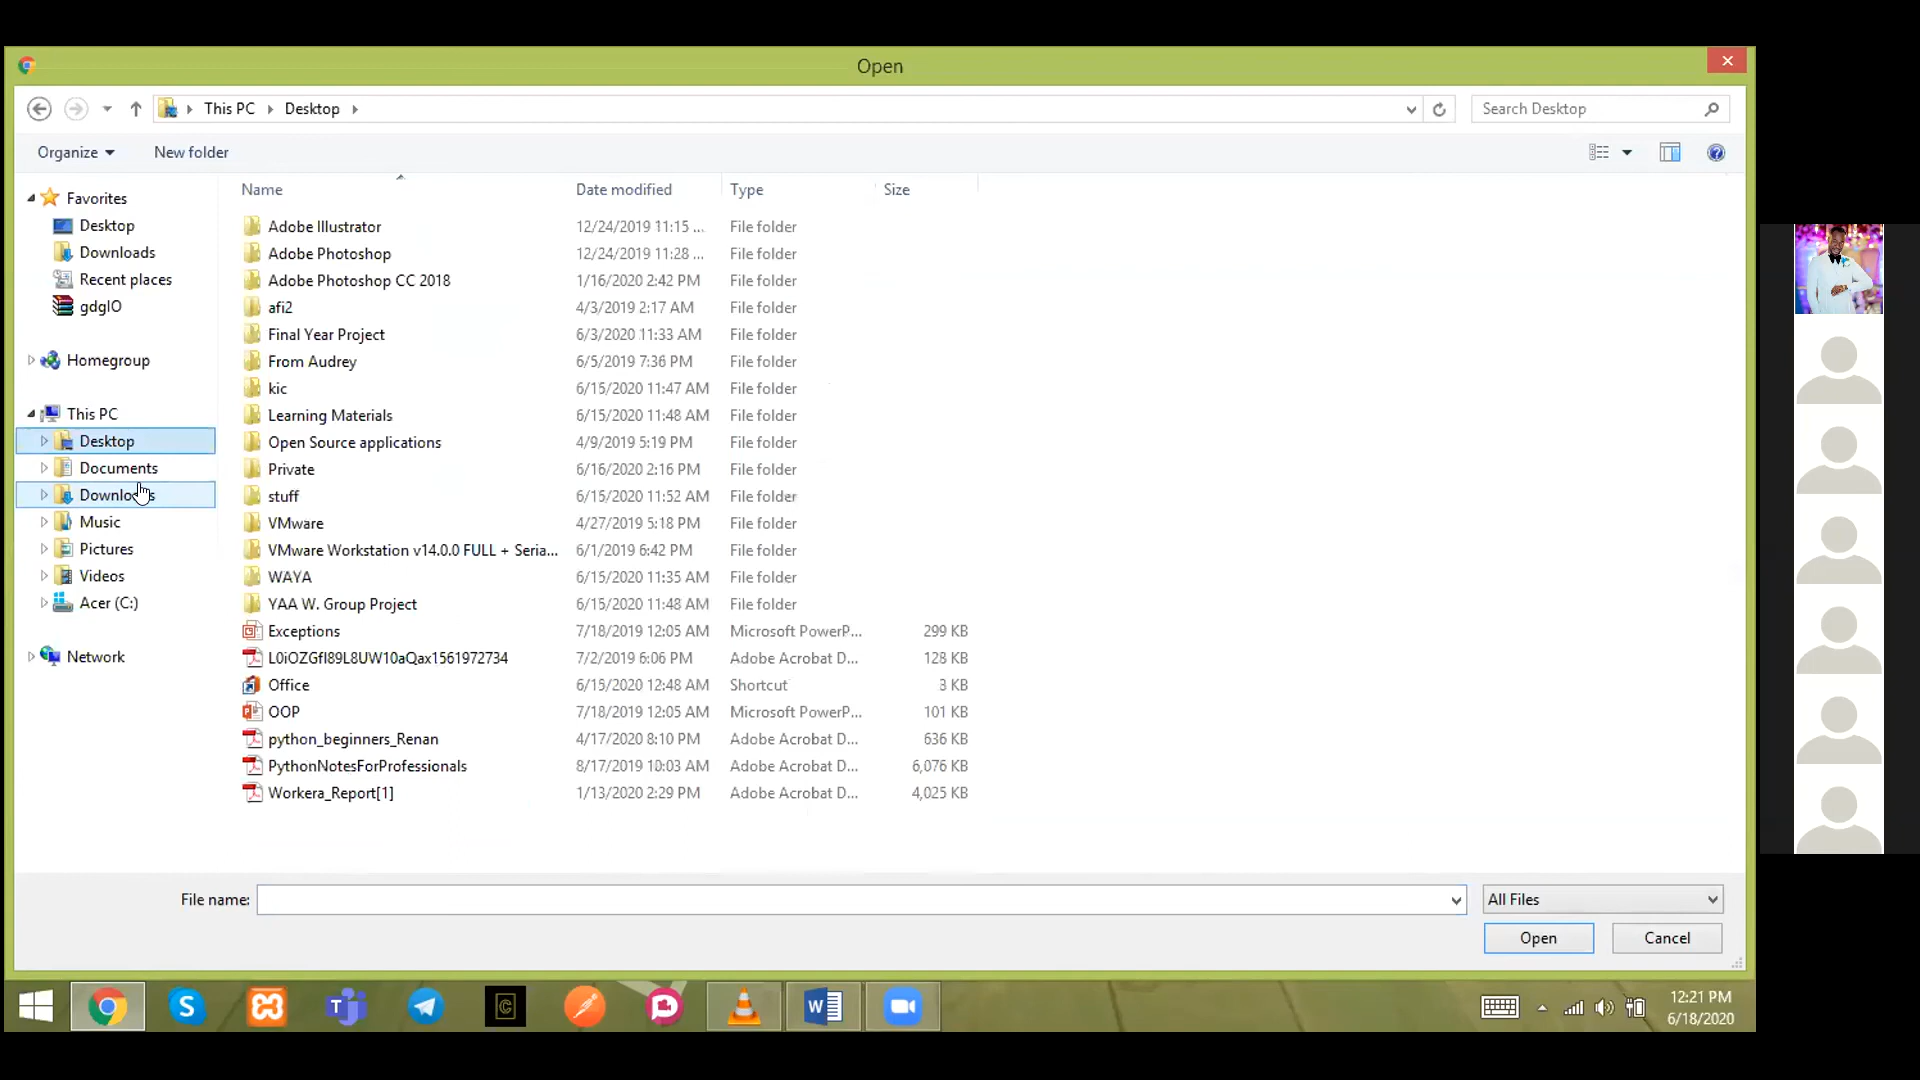 Open
This PC Desktop
Search Desktop
Organize New folder
Name Date modified Type Size
Favorites
Desktop
Downloads
Recent places
gdgIO
Homegroup
This PC
Desktop
Documents
Downloads
Music
Pictures
Videos
Acer (C:)
Network
Adobe Illustrator 12/24/2019 11:15 ... File folder
Adobe Photoshop 12/24/2019 11:28 ... File folder
Adobe Photoshop CC 2018 1/16/2020 2:42 PM File folder
afi2 4/3/2019 2:17 AM File folder
Final Year Project 6/3/2020 11:33 AM File folder
From Audrey 6/5/2019 7:36 PM File folder
kic 6/15/2020 11:47 AM File folder
Learning Materials 6/15/2020 11:48 AM File folder
Open Source applications 4/9/2019 5:19 PM File folder
Private 6/16/2020 2:16 PM File folder
stuff 6/15/2020 11:52 AM File folder
VMware 4/27/2019 5:18 PM File folder
VMware Workstation v14.0.0 FULL + Seria... 6/1/2019 6:42 PM File folder
WAYA 6/15/2020 11:35 AM File folder
YAA W. Group Project 6/15/2020 11:48 AM File folder
Exceptions 7/18/2019 12:05 AM Microsoft PowerP... 299 KB
L0iOZGfI89L8UW10aQax1561972734 7/2/2019 6:06 PM Adobe Acrobat D... 128 KB
Office 6/15/2020 12:48 AM Shortcut 3 KB
OOP 7/18/2019 12:05 AM Microsoft PowerP... 101 KB
python_beginners_Renan 4/17/2020 8:10 PM Adobe Acrobat D... 636 KB
PythonNotesForProfessionals 8/17/2019 10:03 AM Adobe Acrobat D... 6,076 KB
Workera_Report[1] 1/13/2020 2:29 PM Adobe Acrobat D... 4,025 KB
File name: All Files
Open Cancel
12:21 PM
6/18/2020